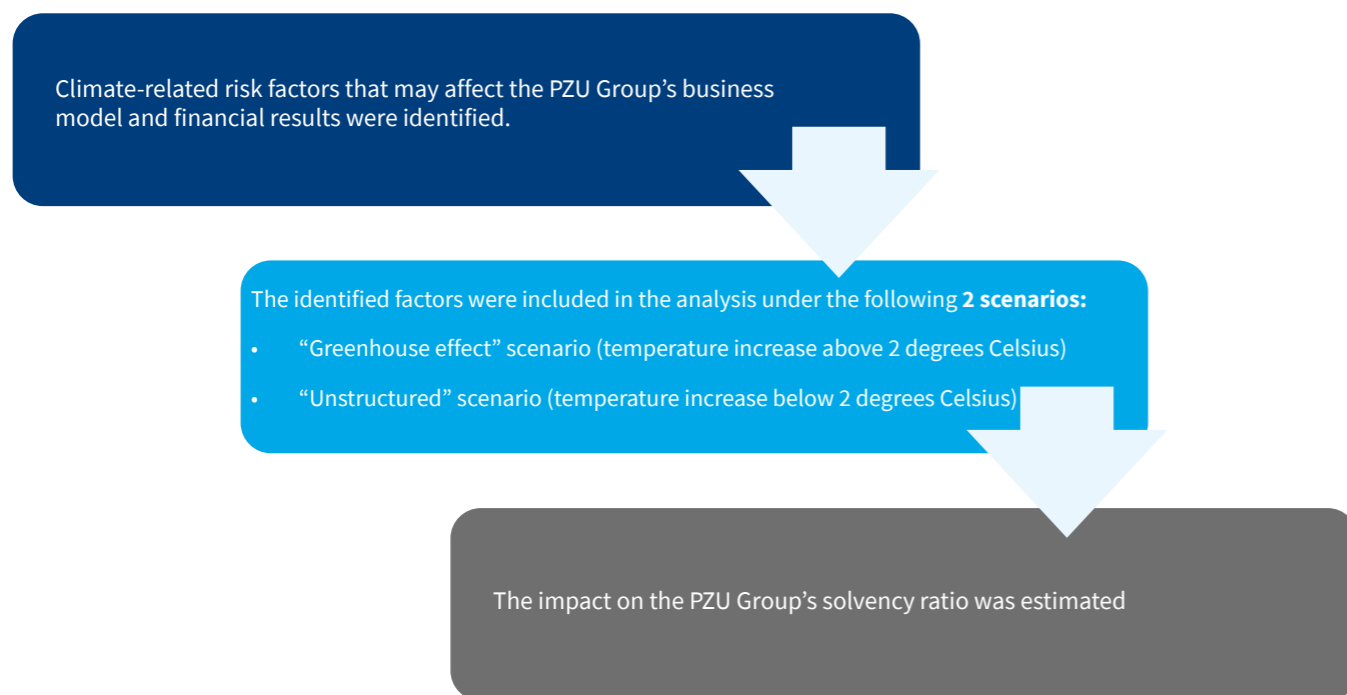 Climate-related risk factors that may affect the PZU Group’s business
model and financial results were identified.
The identified factors were included in the analysis under the following 2 scenarios:
• “Greenhouse effect” scenario (temperature increase above 2 degrees Celsius)
• “Unstructured” scenario (temperature increase below 2 degrees Celsius)
The impact on the PZU Group’s solvency ratio was estimated